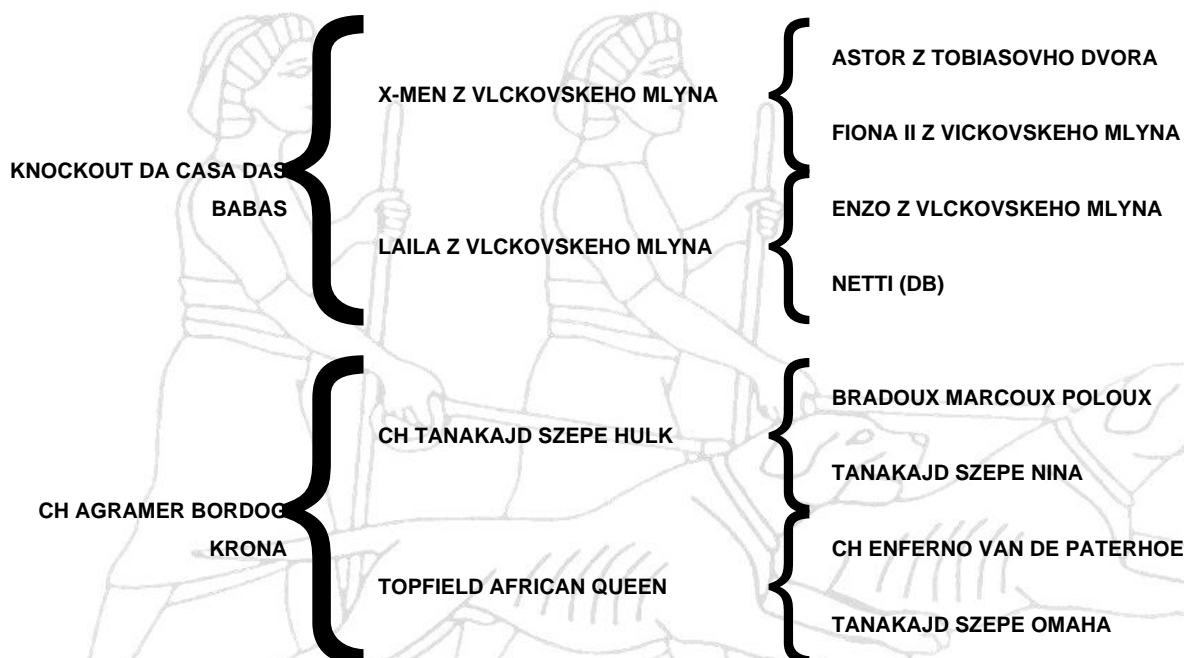 KNOCKOUT DA CASA DAS
BABAS
X-MEN Z VLCKOVSKEHO MLYNA
LAILA Z VLCKOVSKEHO MLYNA
ASTOR Z TOBIASOVHO DVORA
FIONA II Z VICKOVSKEHO MLYNA
ENZO Z VLCKOVSKEHO MLYNA
NETTI (DB)
CH AGRAMER BORDOG
KRONA
CH TANAKAJD SZEPE HULK
TOPFIELD AFRICAN QUEEN
BRADOUX MARCOUX POLOUX
TANAKAJD SZEPE NINA
CH ENFERNO VAN DE PATERHOE
TANAKAJD SZEPE OMAHA